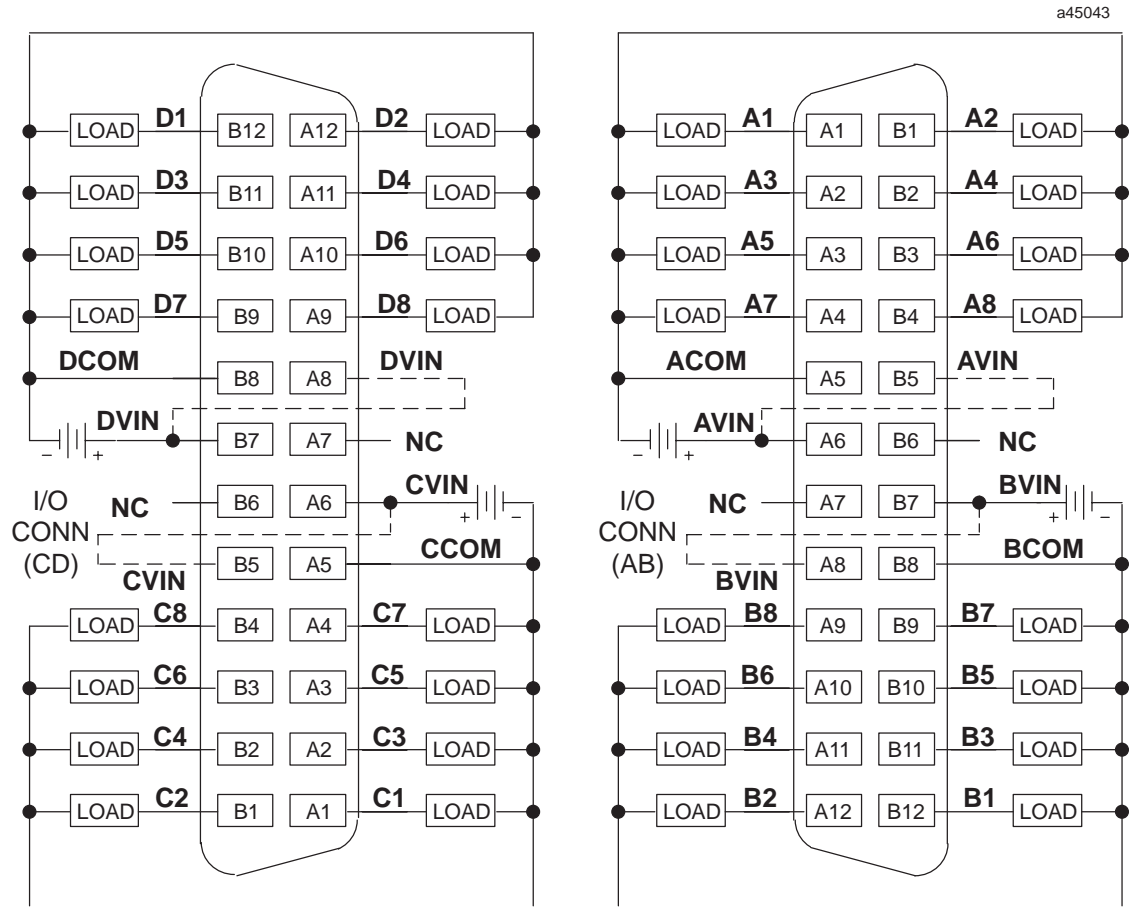 a45043
LOAD D1 B12 A12 D2 LOAD
LOAD D3 B11 A11 D4 LOAD
LOAD D5 B10 A10 D6 LOAD
LOAD D7 B9 A9 D8 LOAD
DCOM B8 A8 DVIN
- + DVIN B7 A7 NC
NC B6 A6 CVIN + -
I/O
CONN
(CD)
CVIN B5 A5 CCOM
LOAD C8 B4 A4 C7 LOAD
LOAD C6 B3 A3 C5 LOAD
LOAD C4 B2 A2 C3 LOAD
LOAD C2 B1 A1 C1 LOAD
LOAD A1 A1 B1 A2 LOAD
LOAD A3 A2 B2 A4 LOAD
LOAD A5 A3 B3 A6 LOAD
LOAD A7 A4 B4 A8 LOAD
ACOM A5 B5 AVIN
- + AVIN A6 B6 NC
NC A7 B7 BVIN + -
I/O
CONN
(AB)
BVIN A8 B8 BCOM
LOAD B8 A9 B9 B7 LOAD
LOAD B6 A10 B10 B5 LOAD
LOAD B4 A11 B11 B3 LOAD
LOAD B2 A12 B12 B1 LOAD